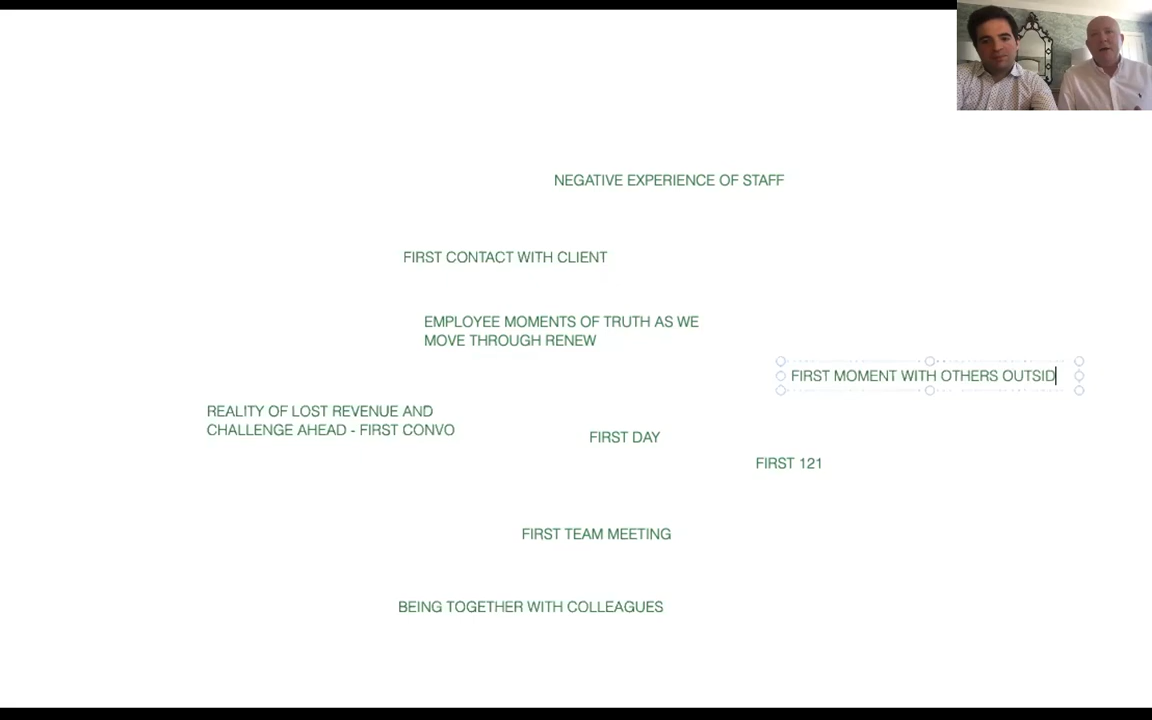 NEGATIVE EXPERIENCE OF STAFF
FIRST CONTACT WITH CLIENT
EMPLOYEE MOMENTS OF TRUTH AS WE
MOVE THROUGH RENEW
FIRST MOMENT WITH OTHERS OUTSID
REALITY OF LOST REVENUE AND
CHALLENGE AHEAD - FIRST CONVO
FIRST DAY
FIRST 121
FIRST TEAM MEETING
BEING TOGETHER WITH COLLEAGUES